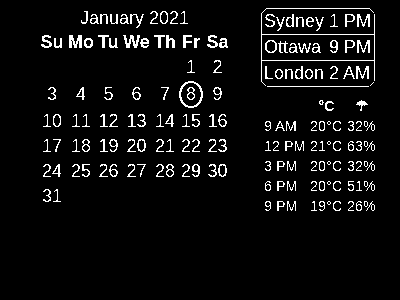 January 2021
Su Mo Tu We Th Fr Sa
1 2
3 4 5 6 7 8 9
10 11 12 13 14 15 16
17 18 19 20 21 22 23
24 25 26 27 28 29 30
31
Sydney 1 PM
Ottawa 9 PM
London 2 AM
°C ☂
9 AM 20°C 32%
12 PM 21°C 63%
3 PM 20°C 32%
6 PM 20°C 51%
9 PM 19°C 26%